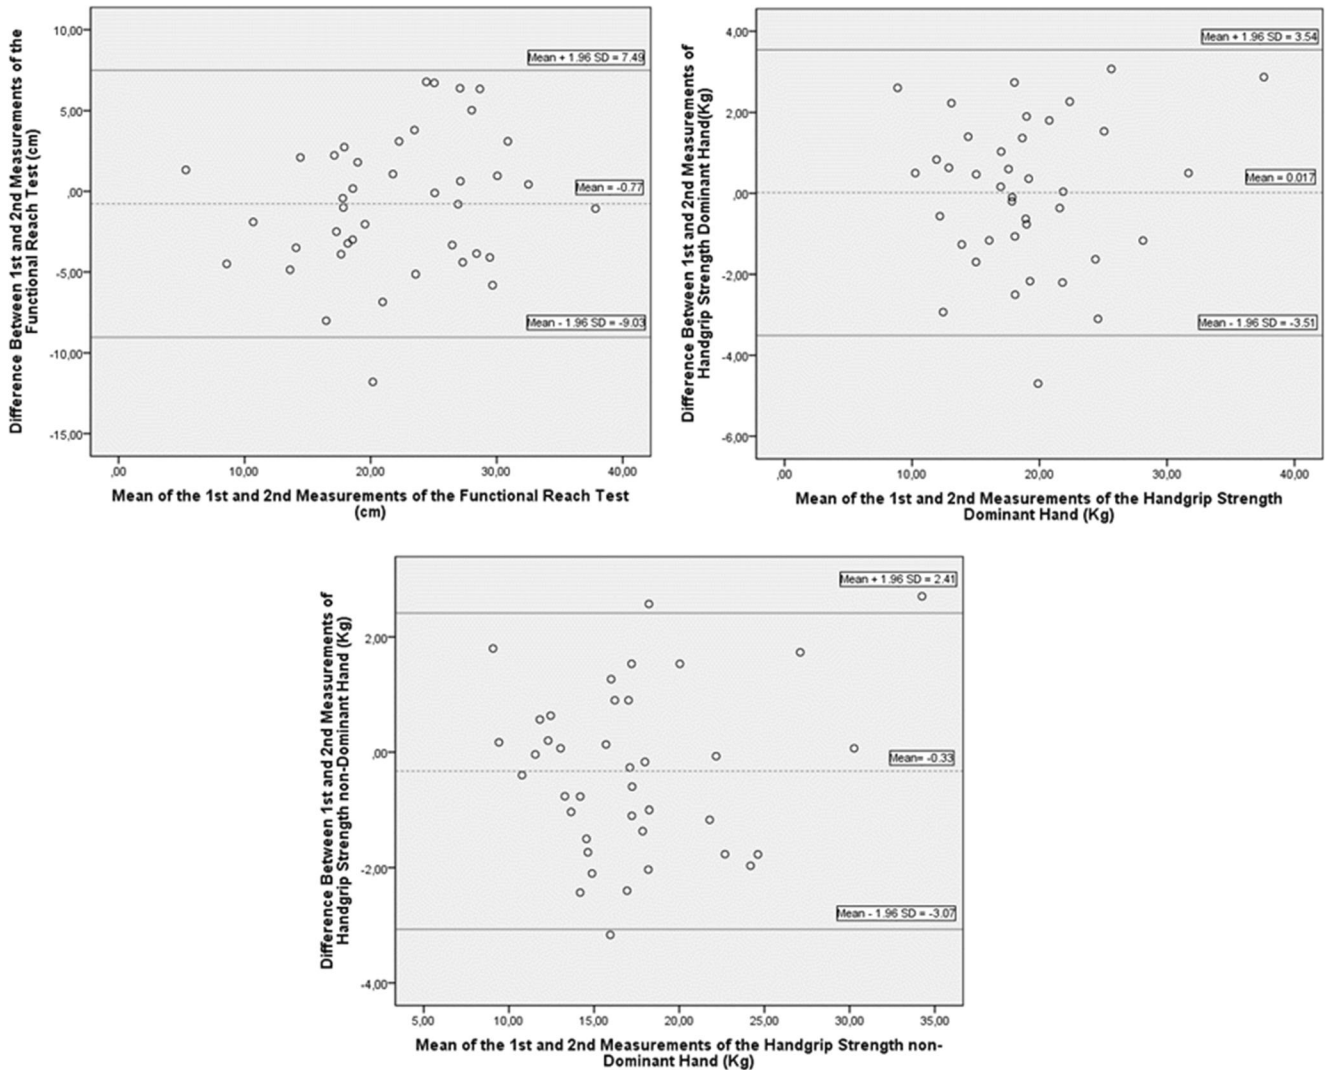 Difference Between 1st and 2nd Measurements of the
Functional Reach Test (cm)
10,00
5,00
,00
-5,00
-10,00
-15,00
Mean + 1.96 SD = 7.49
Mean = -0.77
Mean - 1.96 SD = -9.03
,00
10,00
20,00
30,00
40,00
Mean of the 1st and 2nd Measurements of the Functional Reach Test
(cm)
Difference Between 1st and 2nd Measurements of
Handgrip Strength Dominant Hand(Kg)
4,00
2,00
,00
-2,00
-4,00
-6,00
Mean + 1.96 SD = 3.54
Mean = 0.017
Mean - 1.96 SD = -3.51
,00
10,00
20,00
30,00
40,00
Mean of the 1st and 2nd Measurements of the Handgrip Strength
Dominant Hand (Kg)
Difference Between 1st and 2nd Measurements of
Handgrip Strength non-Dominant Hand (Kg)
2,00
,00
-2,00
-4,00
Mean + 1.96 SD = 2.41
Mean= -0.33
Mean - 1.96 SD = -3.07
5,00
10,00
15,00
20,00
25,00
30,00
35,00
Mean of the 1st and 2nd Measurements of the Handgrip Strength non-
Dominant Hand (Kg)